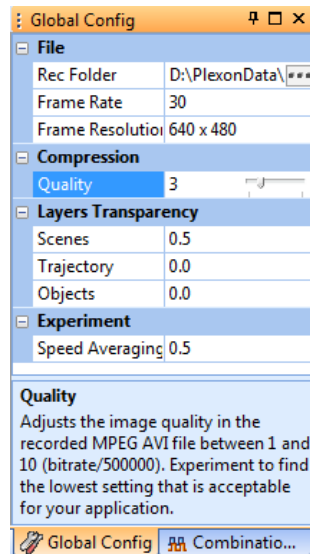 Global Config
File
Rec Folder D:\PlexonData\
Frame Rate 30
Frame Resolution 640 x 480
Compression
Quality 3
Layers Transparency
Scenes 0.5
Trajectory 0.0
Objects 0.0
Experiment
Speed Averaging 0.5
Quality
Adjusts the image quality in the
recorded MPEG AVI file between 1 and
10 (bitrate/500000). Experiment to find
the lowest setting that is acceptable
for your application.
Global Config Combinatio...